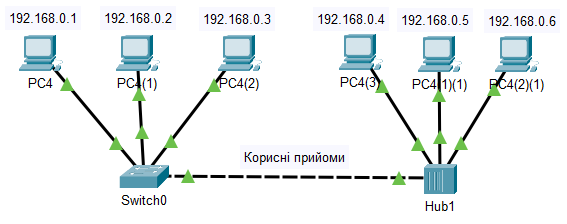 192.168.0.1 192.168.0.2 192.168.0.3 192.168.0.4 192.168.0.5 192.168.0.6
PC4 PC4(1) PC4(2) PC4(3) PC4(1)(1) PC4(2)(1)
Корисні прийоми
Switch0 Hub1